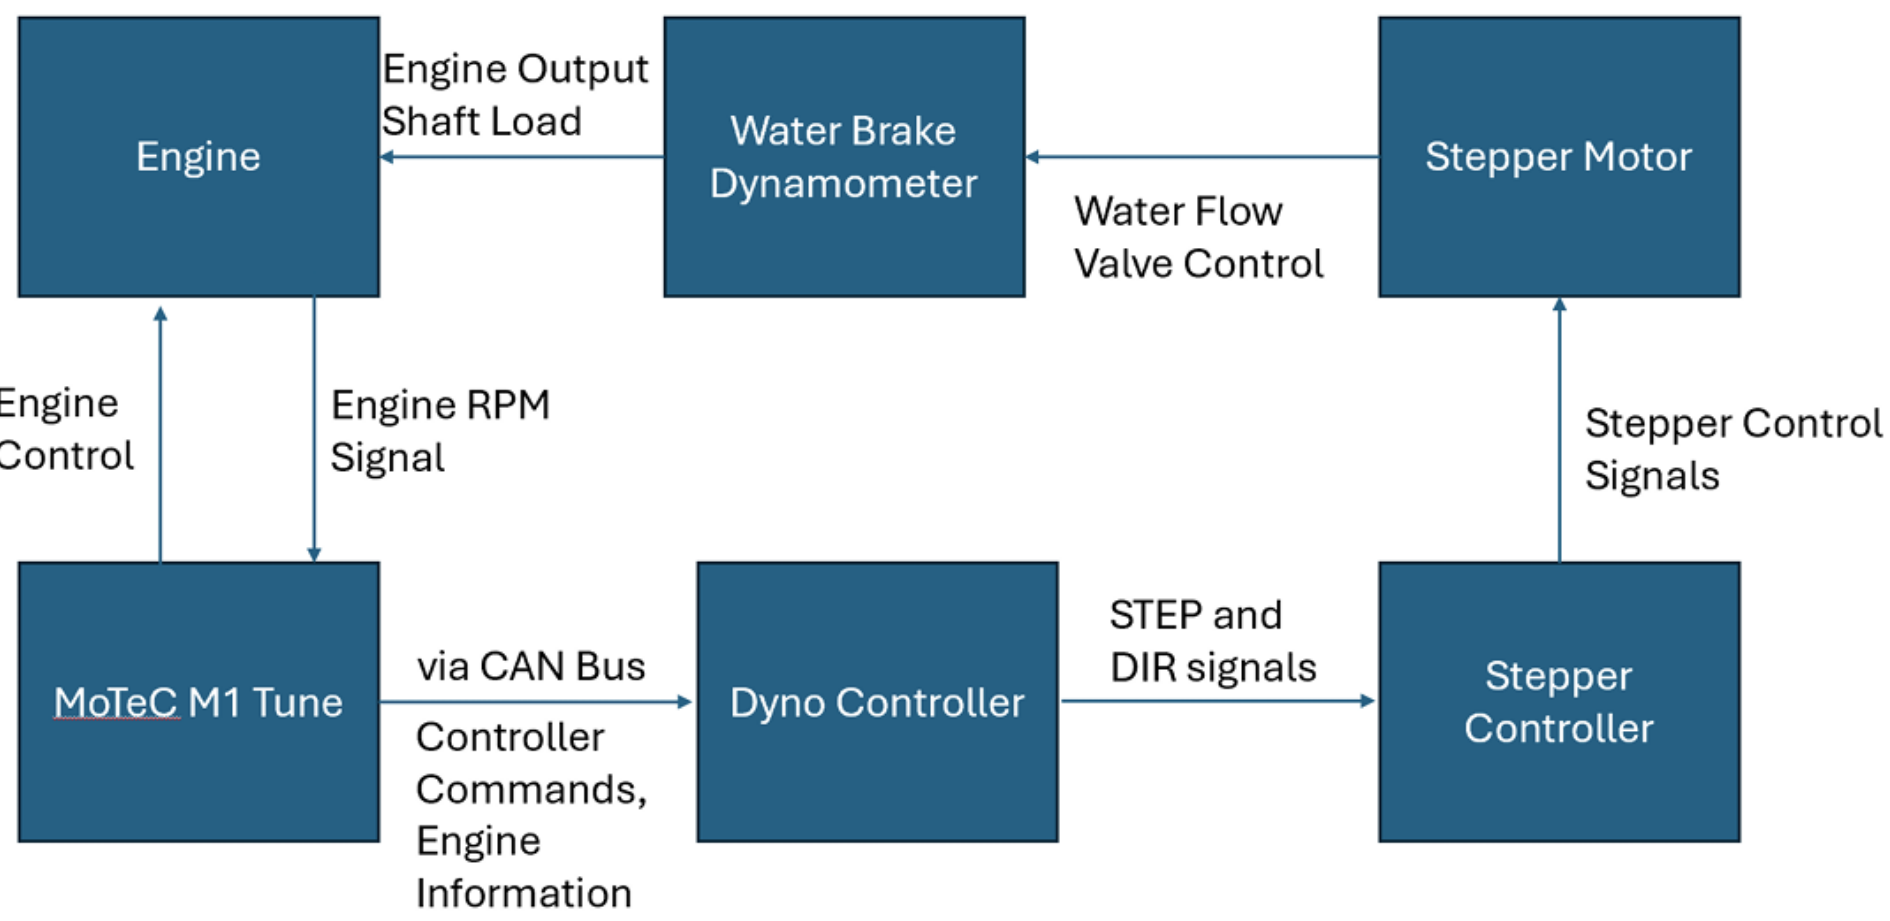 Engine
Engine Output
Shaft Load
Water Brake
Dynamometer
Water Flow
Valve Control
Stepper Motor
Engine
Control
Engine RPM
Signal
Stepper Control
Signals
MoTeC M1 Tune
via CAN Bus
Controller
Commands,
Engine
Information
Dyno Controller
STEP and
DIR signals
Stepper
Controller